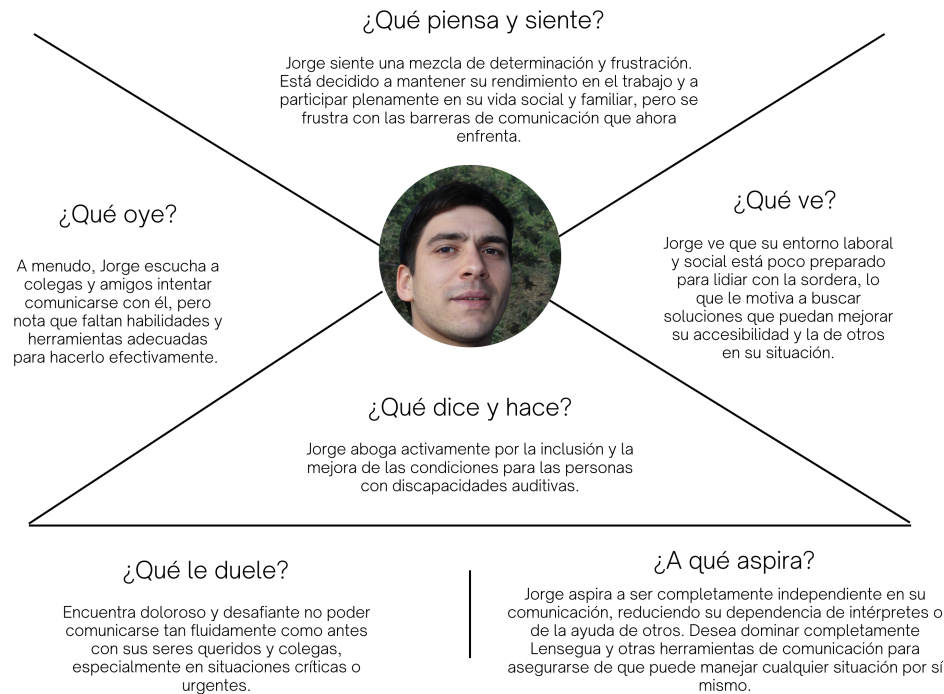 ¿Qué piensa y siente?
Jorge siente una mezcla de determinación y frustración.
Está decidido a mantener su rendimiento en el trabajo y a
participar plenamente en su vida social y familiar, pero se
frustra con las barreras de comunicación que ahora
enfrenta.
¿Qué oye?
A menudo, Jorge escucha a
colegas y amigos intentar
comunicarse con él, pero
nota que faltan habilidades y
herramientas adecuadas
para hacerlo efectivamente.
¿Qué ve?
Jorge ve que su entorno laboral
y social está poco preparado
para lidiar con la sordera, lo
que le motiva a buscar
soluciones que puedan mejorar
su accesibilidad y la de otros
en su situación.
¿Qué dice y hace?
Jorge aboga activamente por la inclusión y la
mejora de las condiciones para las personas
con discapacidades auditivas.
¿Qué le duele?
Encuentra doloroso y desafiante no poder
comunicarse tan fluidamente como antes
con sus seres queridos y colegas,
especialmente en situaciones críticas o
urgentes.
¿A qué aspira?
Jorge aspira a ser completamente independiente en su
comunicación, reduciendo su dependencia de intérpretes o
de la ayuda de otros. Desea dominar completamente
Lensegua y otras herramientas de comunicación para
asegurarse de que puede manejar cualquier situación por sí
mismo.